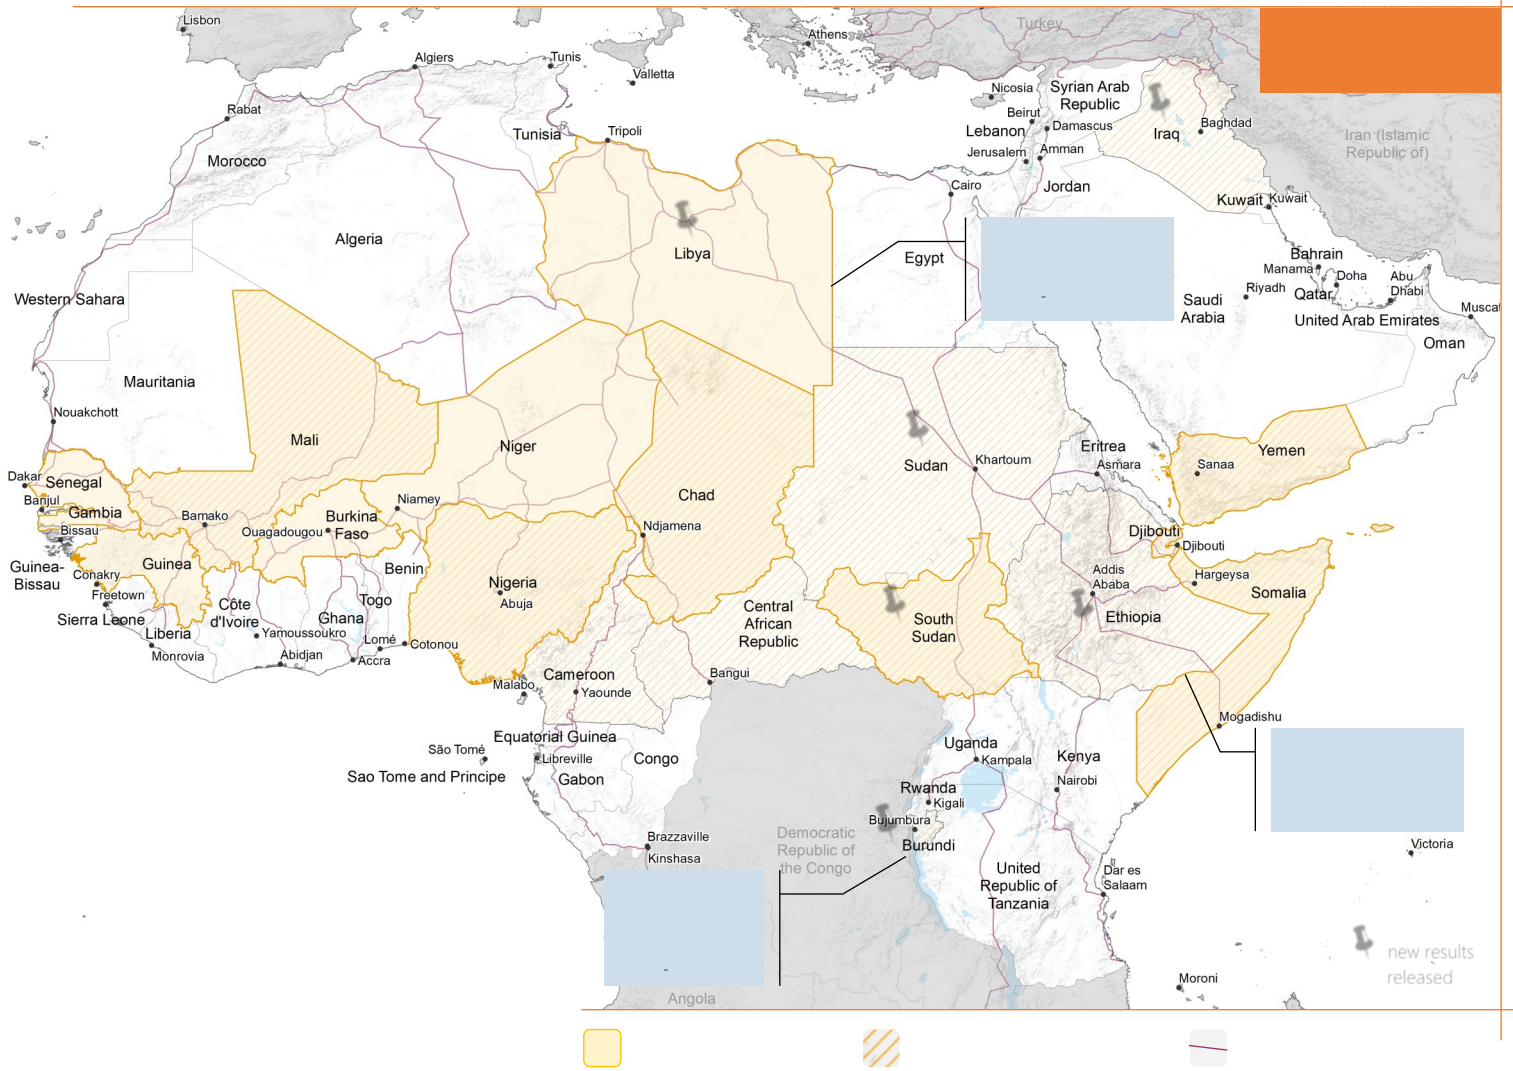 Lisbon
Turkey
Athens
Algiers
Tunis
Valletta
Nicosia
Syrian Arab
Republic
Beirut
Rabat
Tunisia
Tripoli
Lebanon
Damascus
Iraq
Baghdad
Iran (Islamic
Republic of)
Jerusalem
Amman
Morocco
Cairo
Jordan
Kuwait
Kuwait
Algeria
Libya
Egypt
Bahrain
Manama
Doha
Abu
Dhabi
Riyadh
Qatar
Western Sahara
Saudi
Arabia
Muscat
United Arab Emirates
Oman
Mauritania
Nouakchott
Mali
Niger
Eritrea
Yemen
Sudan
Khartoum
Asmara
Sanaa
Dakar
Senegal
Banjul
Gambia
Chad
Niamey
Bamako
Burkina
Faso
Ouagadougou
Bissau
Ndjamena
Djibouti
Djibouti
Guinea-
Bissau
Guinea
Benin
Conakry
Nigeria
Abuja
Addis
Ababa
Hargeysa
Somalia
Freetown
Sierra Leone
Côte
d'Ivoire
Togo
Ghana
Central
African
Republic
South
Sudan
Ethiopia
Liberia
Yamoussoukro
Lomé
Cotonou
Monrovia
Abidjan
Accra
Cameroon
Bangui
Malabo
Yaounde
Mogadishu
Equatorial Guinea
São Tomé
Libreville
Congo
Uganda
Kampala
Kenya
Sao Tome and Principe
Gabon
Nairobi
Rwanda
Kigali
Bujumbura
Burundi
Brazzaville
Kinshasa
Democratic
Republic of
the Congo
Victoria
United
Republic of
Tanzania
Dar es
Salaam
new results
released
Moroni
Angola